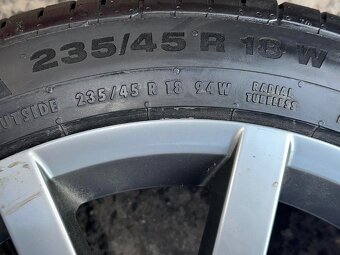 235/45 R 18 W
OUTSIDE 235/45 R 18 94W RADIAL
TUBELESS